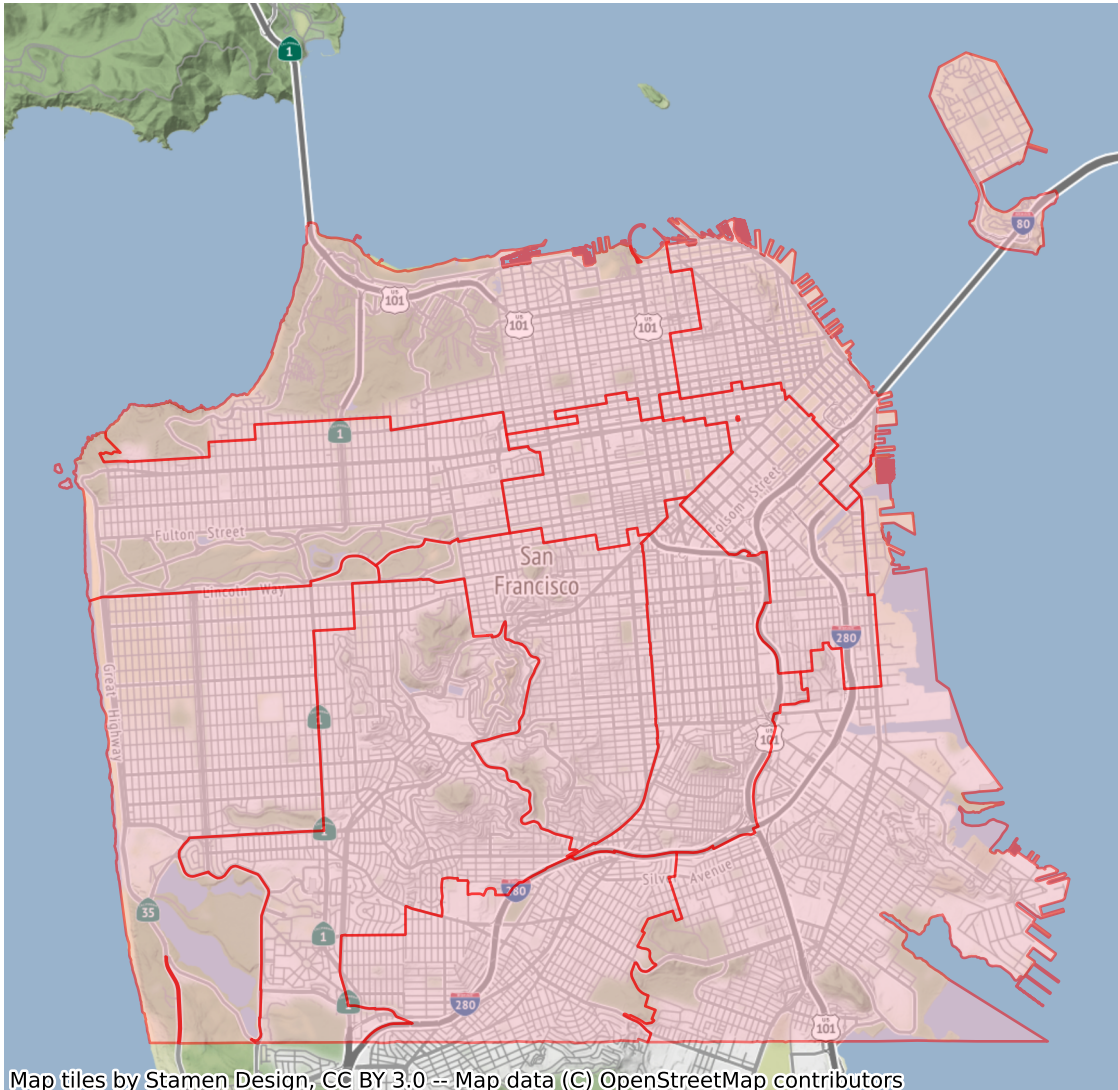 1
80
US
101
US
101
US
101
1
Folsom Street
Fulton Street
San
Francisco
Lincoln Way
280
Great Highway
1
US
101
1
Silver Avenue
280
35
1
1
280
US
101
Map tiles by Stamen Design, CC BY 3.0 -- Map data (C) OpenStreetMap contributors